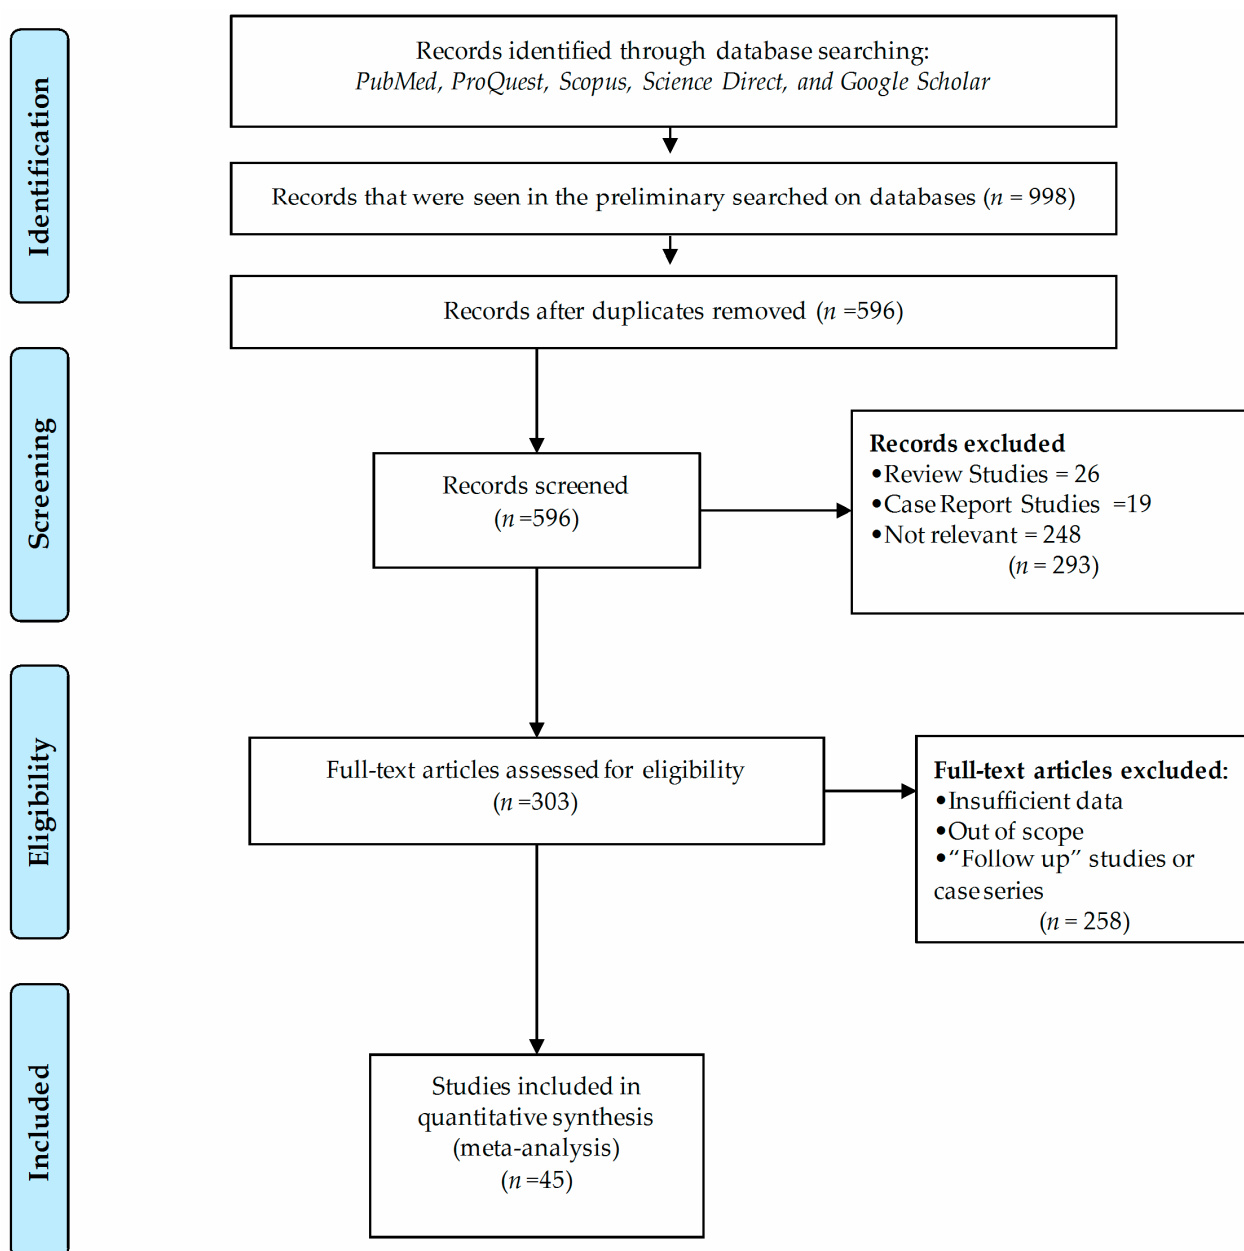 Identification
Records identified through database searching:
PubMed, ProQuest, Scopus, Science Direct, and Google Scholar
Records that were seen in the preliminary searched on databases (n = 998)
Records after duplicates removed (n =596)
Screening
Records screened
(n =596)
Records excluded
•Review Studies = 26
•Case Report Studies =19
•Not relevant = 248
(n = 293)
Eligibility
Full-text articles assessed for eligibility
(n =303)
Full-text articles excluded:
•Insufficient data
•Out of scope
•“Follow up” studies or
case series
(n = 258)
Included
Studies included in
quantitative synthesis
(meta-analysis)
(n =45)